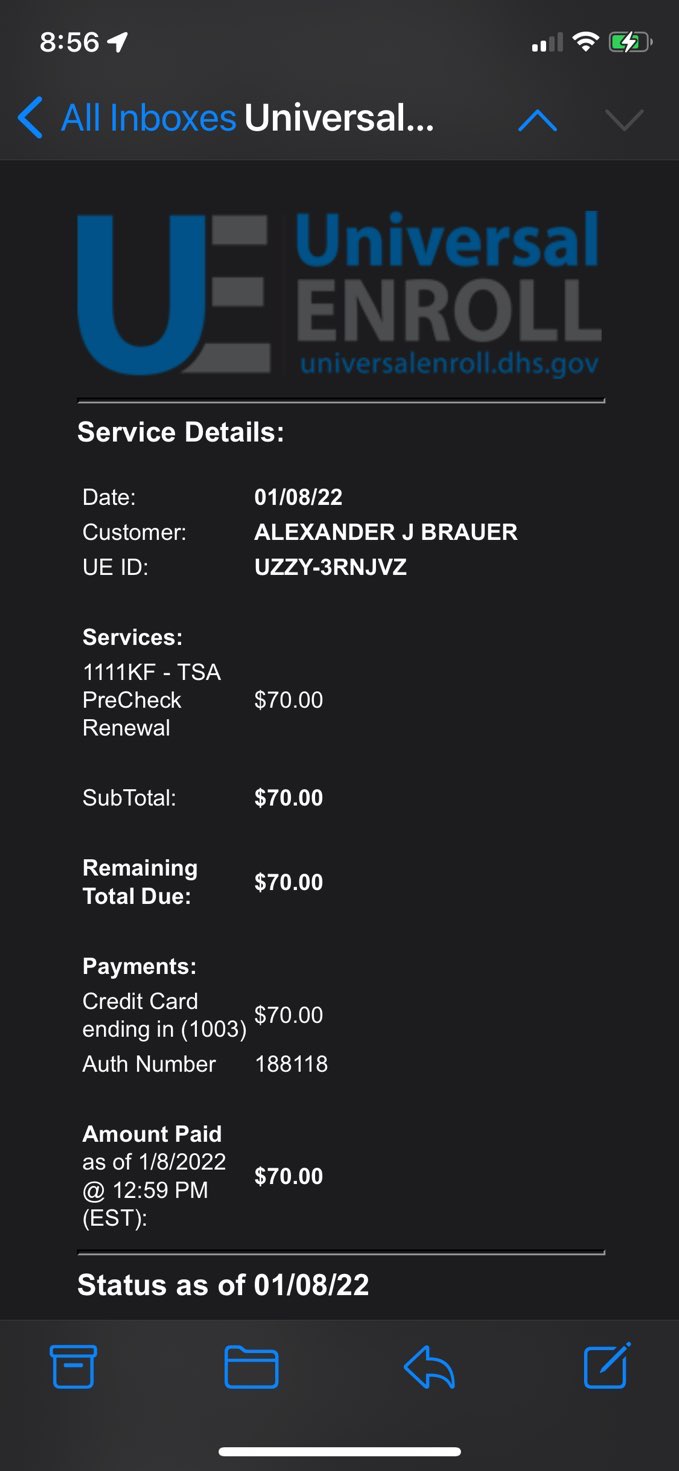 8:56
All Inboxes Universal...
UE Universal
ENROLL
universalenroll.dhs.gov
Service Details:
Date: 01/08/22
Customer: ALEXANDER J BRAUER
UE ID: UZZY-3RNJVZ
Services:
1111KF - TSA
PreCheck $70.00
Renewal
SubTotal: $70.00
Remaining
Total Due: $70.00
Payments:
Credit Card
ending in (1003) $70.00
Auth Number 188118
Amount Paid
as of 1/8/2022
@ 12:59 PM $70.00
(EST):
Status as of 01/08/22